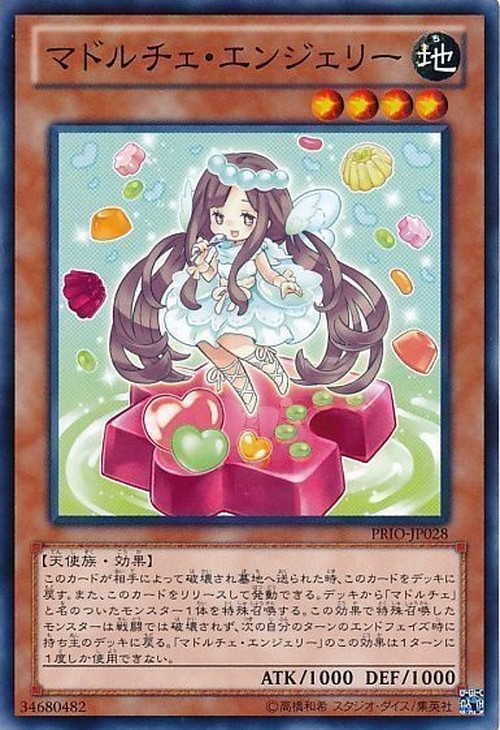 マドルチェ・エンジェリー
地
PRIO-JP028
【天使族・効果】
このカードが相手によって破壊され墓地へ送られた時、このカードをデッキに
戻す。また、このカードをリリースして発動できる。デッキから「マドルチェ」
と名のついたモンスター1体を特殊召喚する。この効果で特殊召喚した
モンスターは戦闘では破壊されず、次の自分のターンのエンドフェイズ時に
持ち主のデッキに戻る。「マドルチェ・エンジェリー」のこの効果は1ターンに
1度しか使用できない。
ATK/1000 DEF/1000
34680482
©高橋和希 スタジオ・ダイス/集英社